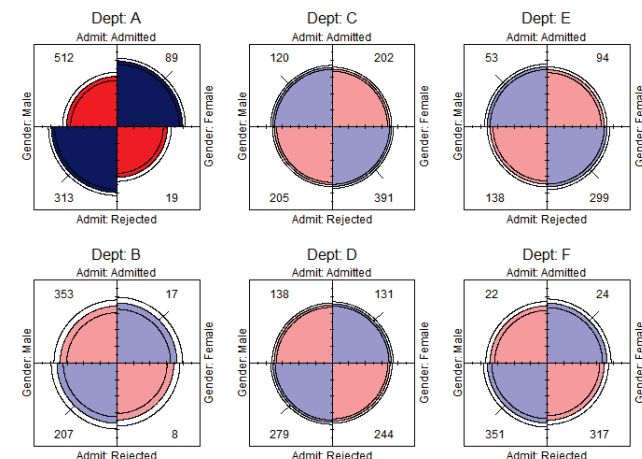 Dept: A
Admit: Admitted
512 89
Gender: Male
Gender: Female
313 19
Admit: Rejected
Dept: C
Admit: Admitted
120 202
Gender: Male
Gender: Female
205 391
Admit: Rejected
Dept: E
Admit: Admitted
53 94
Gender: Male
Gender: Female
138 299
Admit: Rejected
Dept: B
Admit: Admitted
353 17
Gender: Male
Gender: Female
207 8
Admit: Rejected
Dept: D
Admit: Admitted
138 131
Gender: Male
Gender: Female
279 244
Admit: Rejected
Dept: F
Admit: Admitted
22 24
Gender: Male
Gender: Female
351 317
Admit: Rejected